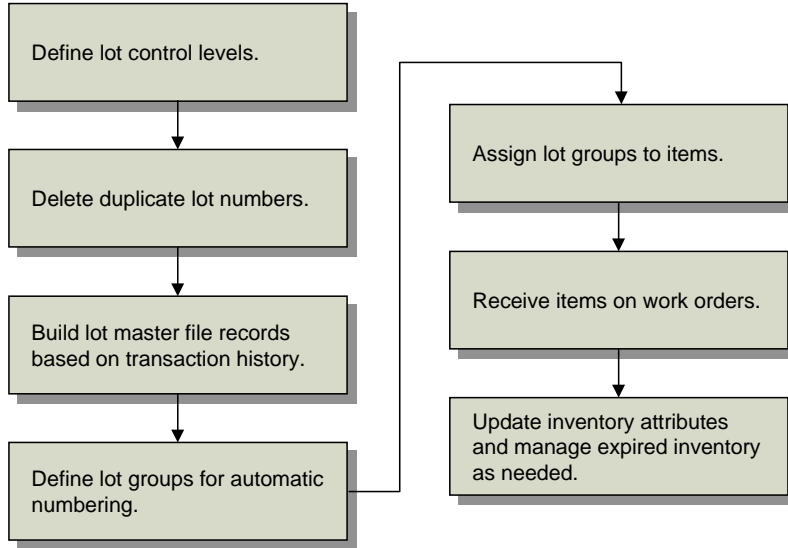 Define lot control levels.
Delete duplicate lot numbers.
Build lot master file records
based on transaction history.
Define lot groups for automatic
numbering.
Assign lot groups to items.
Receive items on work orders.
Update inventory attributes
and manage expired inventory
as needed.